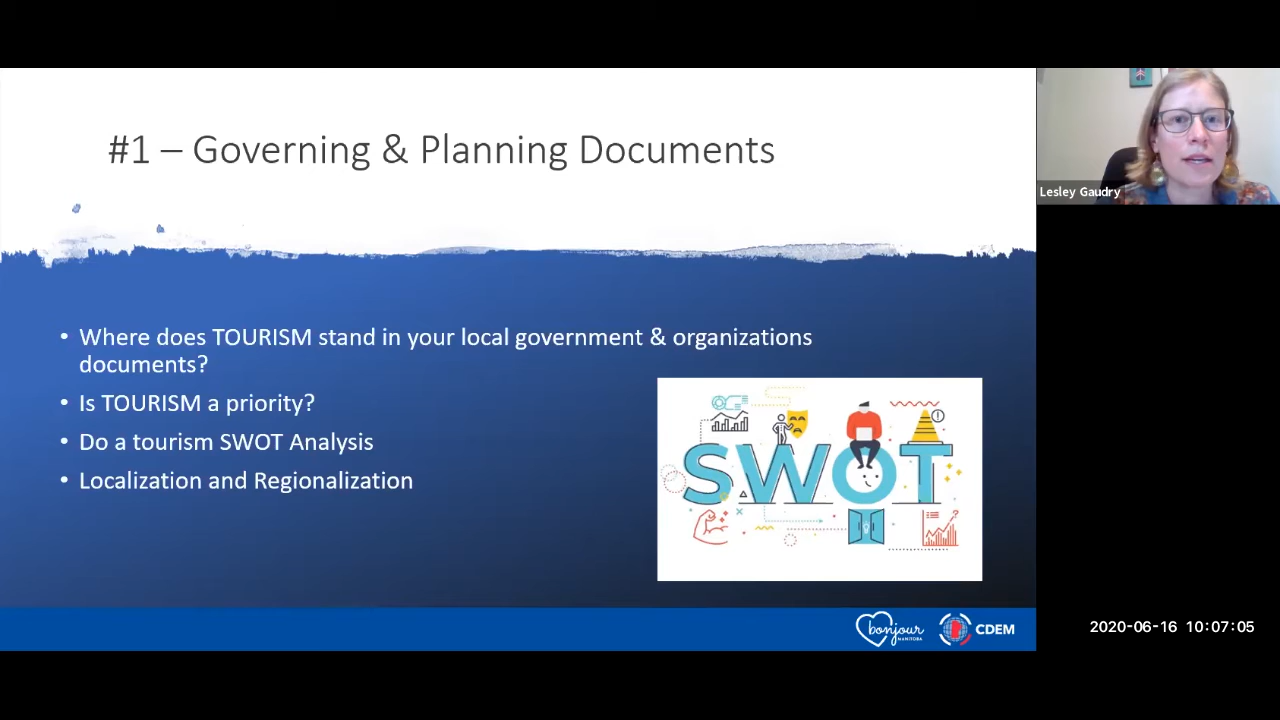 #1 – Governing & Planning Documents
Lesley Gaudry
• Where does TOURISM stand in your local government & organizations
documents?
• Is TOURISM a priority?
• Do a tourism SWOT Analysis
• Localization and Regionalization
SWOT
bonjour
MANITOBA
CDEM
2020-06-16 10:07:05